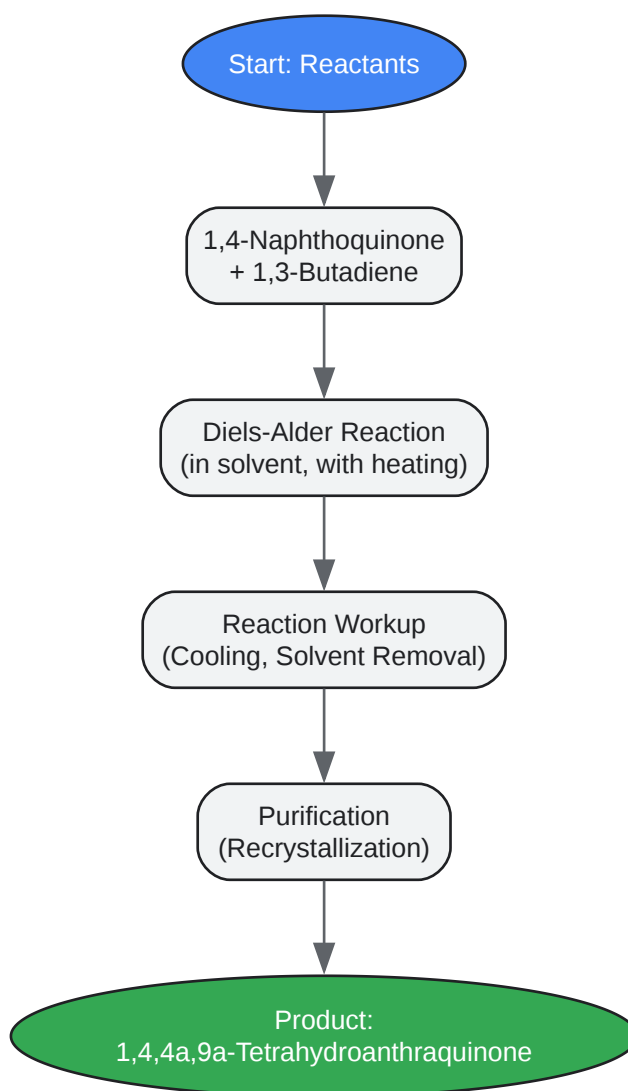 Start: Reactants
1,4-Naphthoquinone
+ 1,3-Butadiene
Diels-Alder Reaction
(in solvent, with heating)
Reaction Workup
(Cooling, Solvent Removal)
Purification
(Recrystallization)
Product:
1,4,4a,9a-Tetrahydroanthraquinone